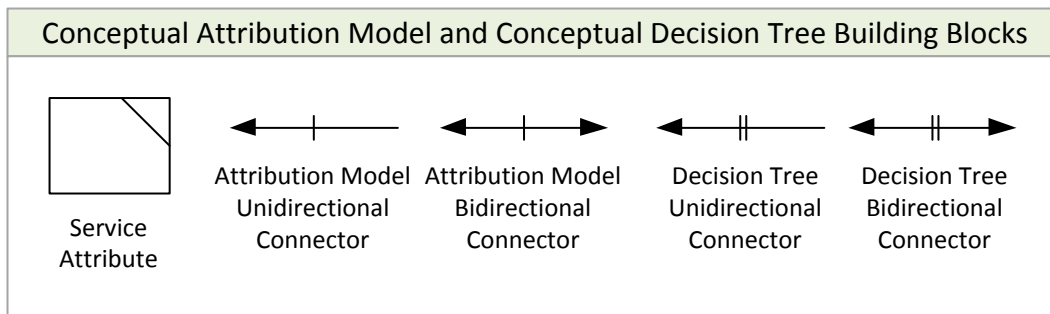 Conceptual Attribution Model and Conceptual Decision Tree Building Blocks
Service
Attribute
Attribution Model
Unidirectional
Connector
Attribution Model
Bidirectional
Connector
Decision Tree
Unidirectional
Connector
Decision Tree
Bidirectional
Connector